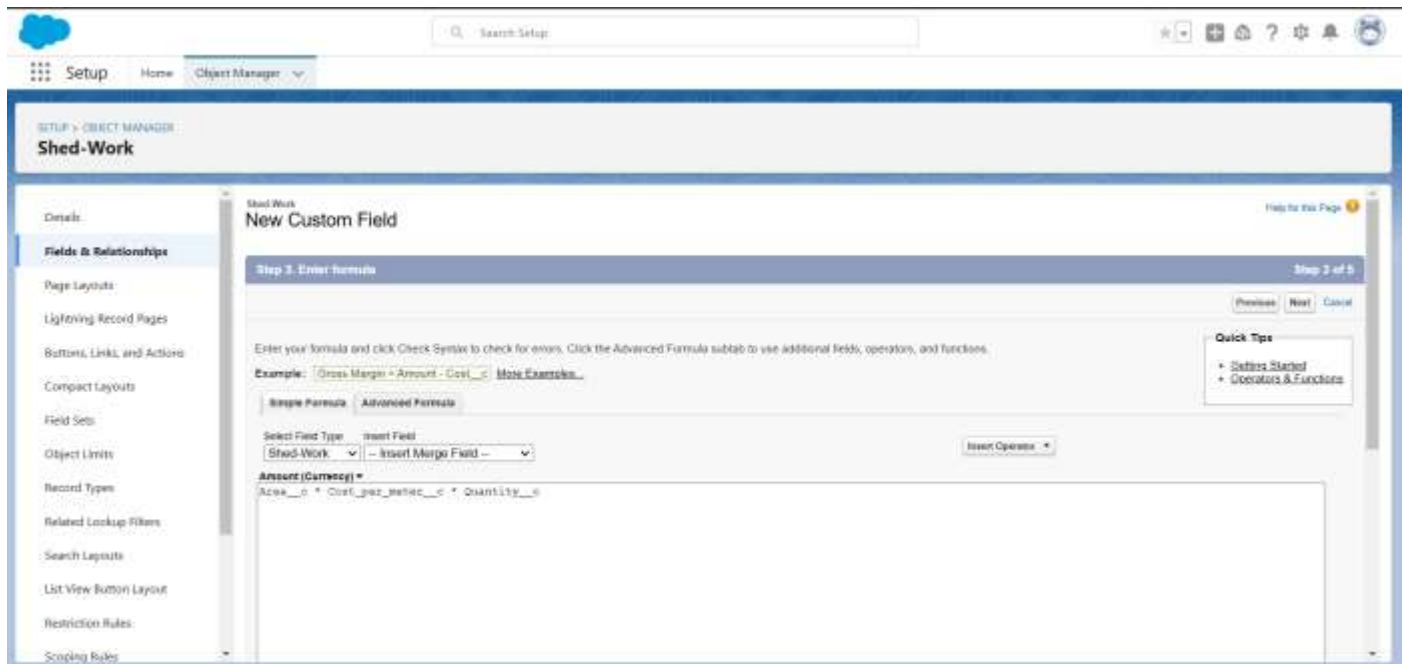 Search Setup
Setup Home Object Manager
SETUP > OBJECT MANAGER
Shed-Work
Details
Fields & Relationships
Page Layouts
Lightning Record Pages
Buttons, Links, and Actions
Compact Layouts
Field Sets
Object Limits
Record Types
Related Lookup Filters
Search Layouts
List View Button Layout
Restriction Rules
Scoping Rules
Shed-Work
New Custom Field
Help for this Page
Step 3. Enter formula Step 3 of 5
Previous Next Cancel
Enter your formula and click Check Syntax to check for errors. Click the Advanced Formula subtab to use additional fields, operators, and functions.
Example: Gross Margin = Amount - Cost__c More Examples...
Quick Tips
• Getting Started
• Operators & Functions
Simple Formula Advanced Formula
Select Field Type Insert Field
Shed-Work -- Insert Merge Field -- Insert Operator
Amount (Currency) =
Area__c * Cost_per_meter__c * Quantity__c